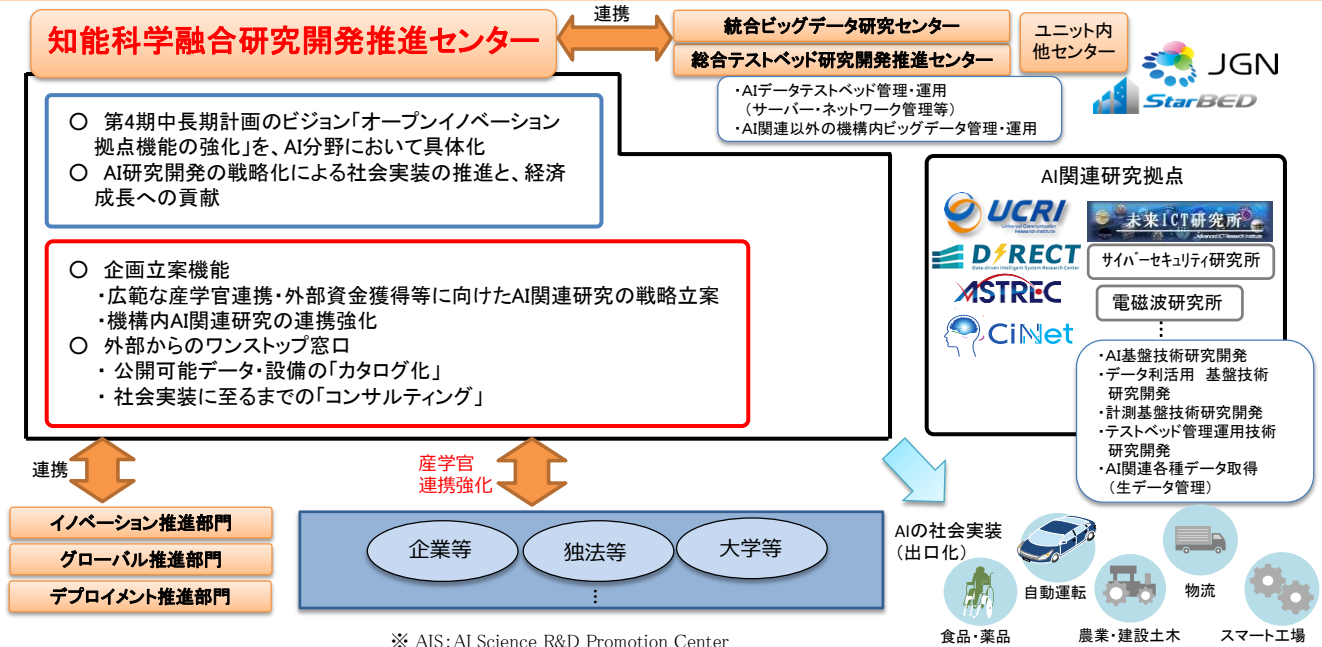 知能科学融合研究開発推進センター
連携
統合ビッグデータ研究センター
総合テストベッド研究開発推進センター
ユニット内
他センター
JGN
StarBED
・AIデータテストベッド管理・運用
（サーバー・ネットワーク管理等）
・AI関連以外の機構内ビッグデータ管理・運用
○ 第4期中長期計画のビジョン「オープンイノベーション
拠点機能の強化」を、AI分野において具体化
○ AI研究開発の戦略化による社会実装の推進と、経済
成長への貢献
○ 企画立案機能
・広範な産学官連携・外部資金獲得等に向けたAI関連研究の戦略立案
・機構内AI関連研究の連携強化
○ 外部からのワンストップ窓口
・ 公開可能データ・設備の「カタログ化」
・ 社会実装に至るまでの「コンサルティング」
AI関連研究拠点
UCRI
Universal Communication
Research Institute
未来ICT研究所
Advanced ICT Research Institute
DIRECT
Data-driven Intelligent System Research Center
サイバーセキュリティ研究所
ASTREC
電磁波研究所
CiNet
⋮
・AI基盤技術研究開発
・データ利活用 基盤技術
研究開発
・計測基盤技術研究開発
・テストベッド管理運用技術
研究開発
・AI関連各種データ取得
（生データ管理）
連携
産学官
連携強化
イノベーション推進部門
グローバル推進部門
デプロイメント推進部門
企業等
独法等
大学等
⋮
AIの社会実装
（出口化）
自動運転
物流
食品・薬品
農業・建設土木
スマート工場
※ AIS：AI Science R&D Promotion Center